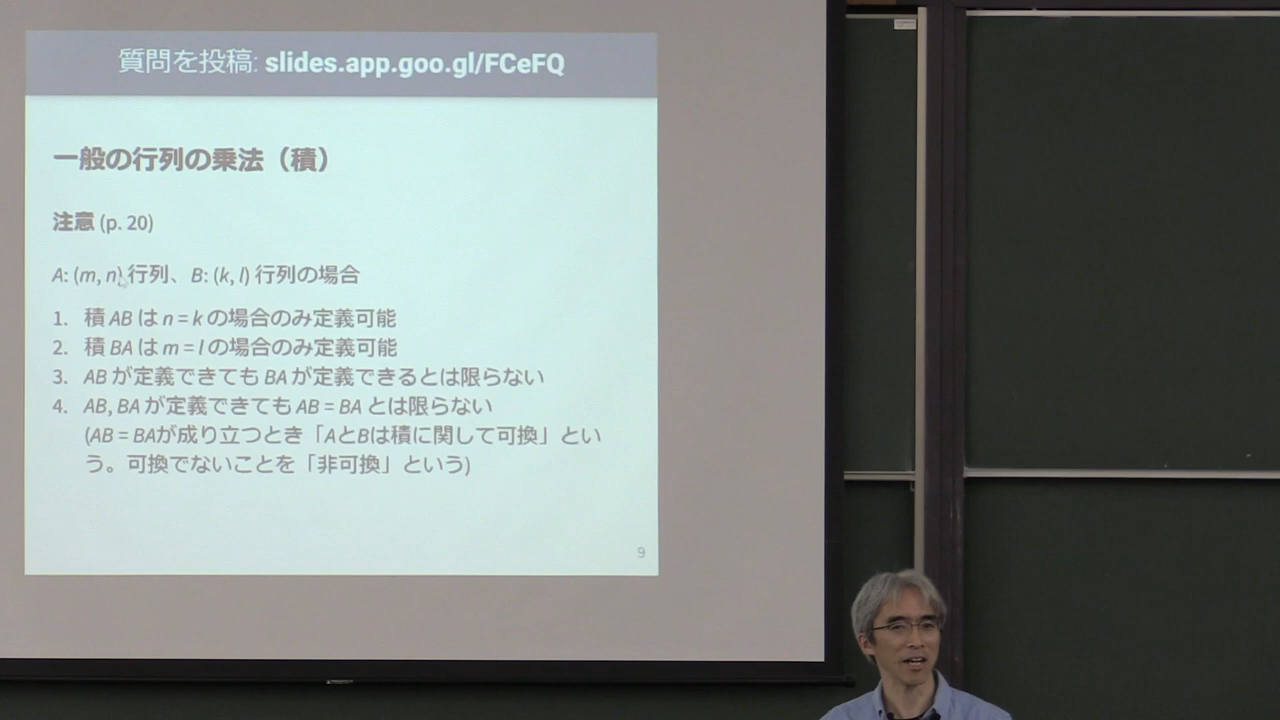 質問を投稿: slides.app.goo.gl/FCeFQ
一般の行列の乗法（積）
注意 (p. 20)
A: (m, n) 行列、B: (k, l) 行列の場合
1. 積 AB は n = k の場合のみ定義可能
2. 積 BA は m = l の場合のみ定義可能
3. AB が定義できても BA が定義できるとは限らない
4. AB, BA が定義できても AB = BA とは限らない
(AB = BAが成り立つとき「AとBは積に関して可換」とい
う。可換でないことを「非可換」という)
9